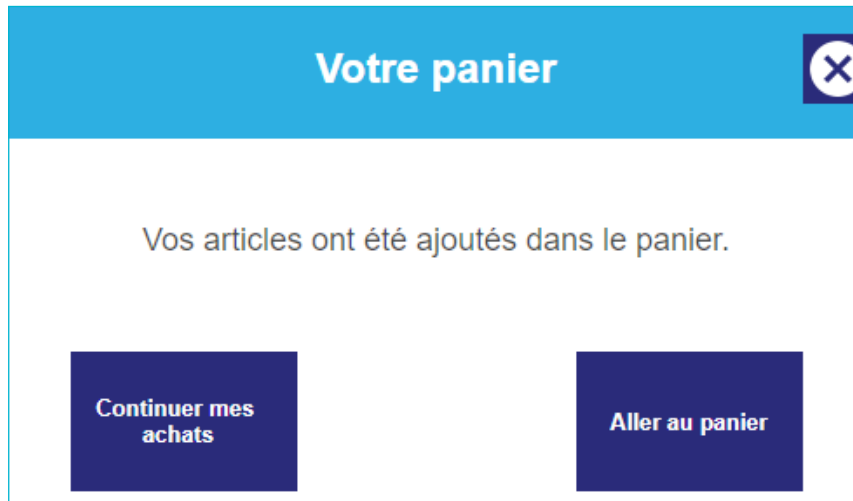 Votre panier
Vos articles ont été ajoutés dans le panier.
Continuer mes
achats
Aller au panier